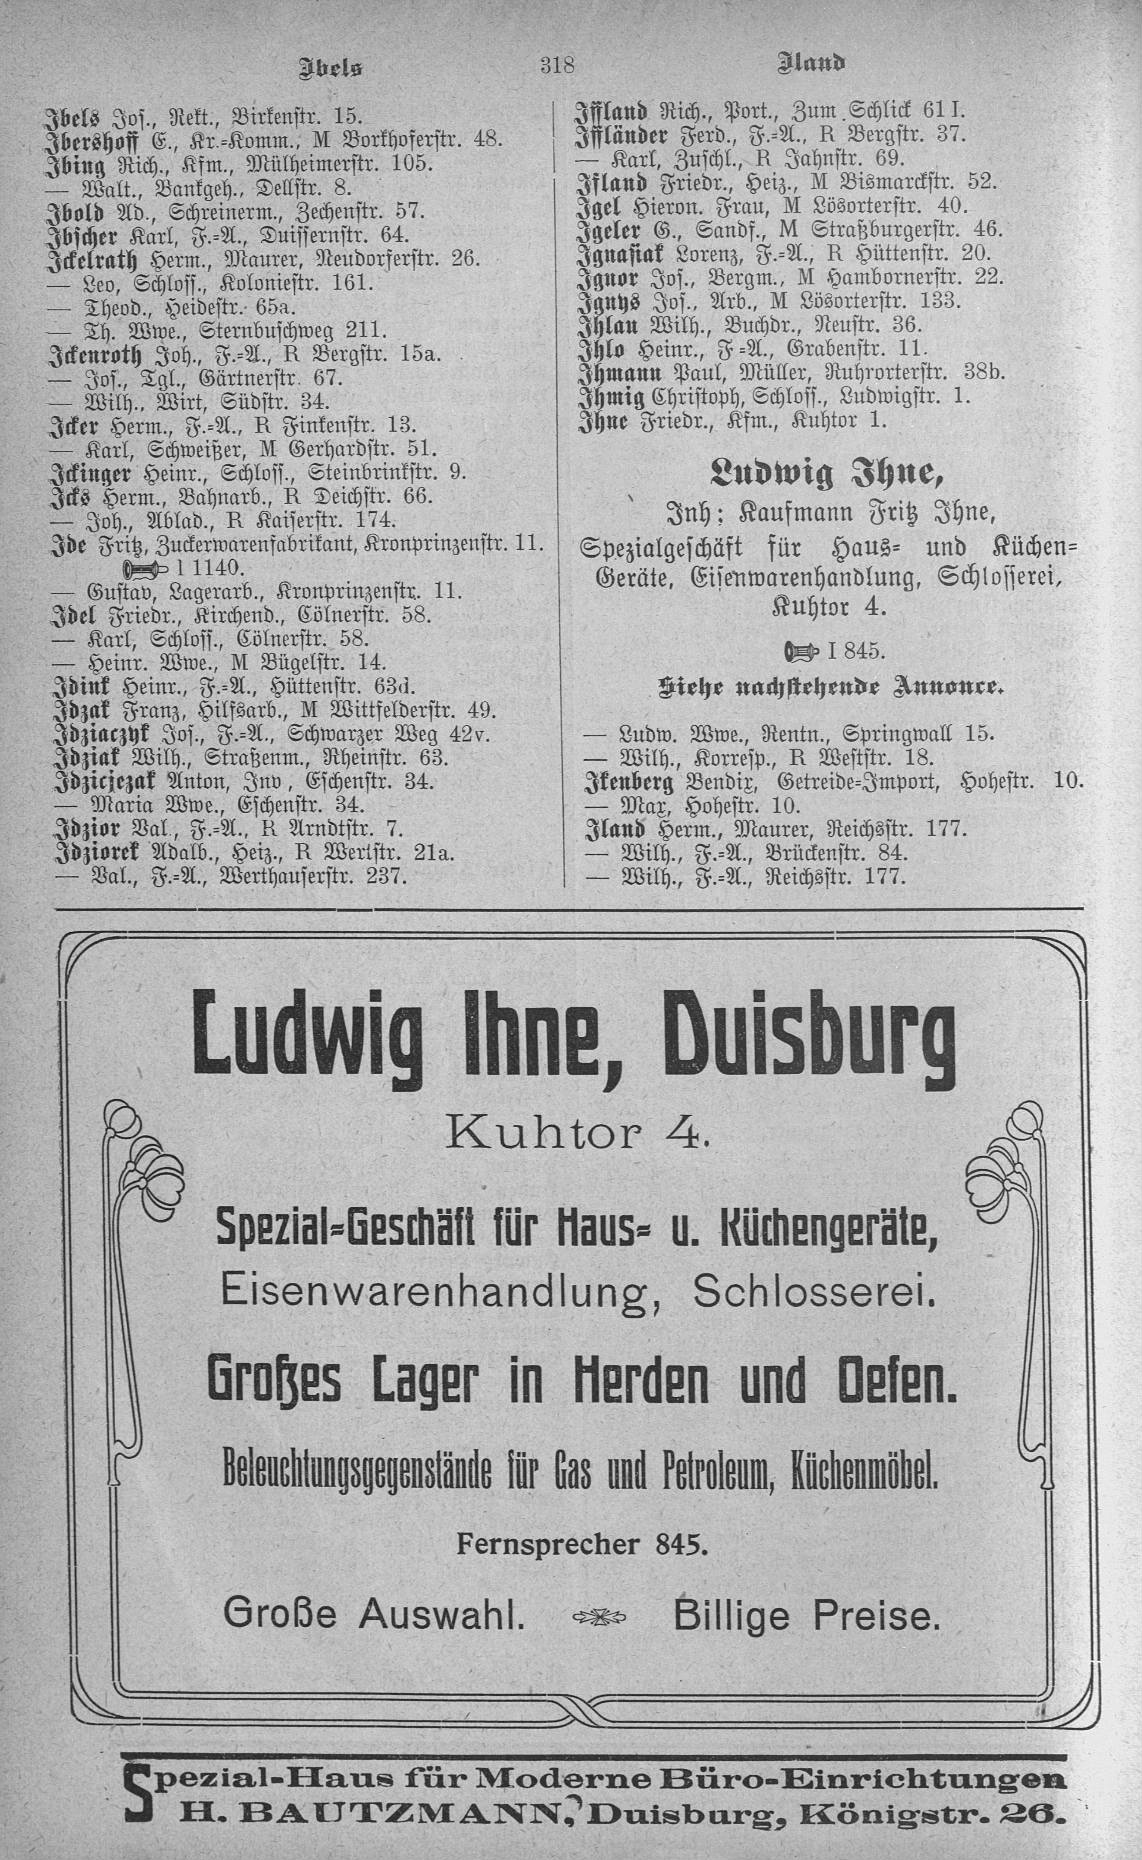 Ibels 318 Iland
Ibels Jos., Rekt., Birkenstr. 15.
Ibershoff E., Kr.=Komm., M Borkhoferstr. 48.
Ibing Rich., Kfm., Mülheimerstr. 105.
— Walt., Bankgeh., Dellstr. 8.
Ibold Ad., Schreinerm., Zechenstr. 57.
Ibscher Karl, F.=A., Duissernstr. 64.
Ickelrath Herm., Maurer, Neudorferstr. 26.
— Leo, Schloss., Koloniestr. 161.
— Theod., Heidestr. 65a.
— Th. Wwe., Sternbuschweg 211.
Ickenroth Joh., F.=A., R Bergstr. 15a.
— Jos., Tgl., Gärtnerstr. 67.
— Wilh., Wirt, Südstr. 34.
Icker Herm., F.=A., R Finkenstr. 13.
— Karl, Schweißer, M Gerhardstr. 51.
Ickinger Heinr., Schloss., Steinbrinkstr. 9.
Icks Herm., Bahnarb., R Deichstr. 66.
— Joh., Ablad., R Kaiserstr. 174.
Ide Fritz, Zuckerwarenfabrikant, Kronprinzenstr. 11.
I 1140.
— Gustav, Lagerarb., Kronprinzenstr. 11.
Idel Friedr., Kirchend., Cölnerstr. 58.
— Karl, Schloss., Cölnerstr. 58.
— Heinr. Wwe., M Bügelstr. 14.
Idink Heinr., F.=A., Hüttenstr. 63d.
Idzak Franz, Hilfsarb., M Wittfelderstr. 49.
Idziaczyk Jos., F.=A., Schwarzer Weg 42v.
Idziak Wilh., Straßenm., Rheinstr. 63.
Idzicjezak Anton, Inv , Eschenstr. 34.
— Maria Wwe., Eschenstr. 34.
Idzior Val., F.=A., R Arndtstr. 7.
Idziorek Adalb., Heiz., R Werftstr. 21a.
— Val., F.=A., Werthauserstr. 237.
Iffland Rich., Port., Zum Schlick 61 I.
Iffländer Ferd., F.=A., R Bergstr. 37.
— Karl, Zuschl., R Jahnstr. 69.
Ifland Friedr., Heiz., M Bismarckstr. 52.
Igel Hieron. Frau, M Lösorterstr. 40.
Igeler G., Sandf., M Straßburgerstr. 46.
Ignasiak Lorenz, F.=A., R Hüttenstr. 20.
Ignor Jos., Bergm., M Hambornerstr. 22.
Ignys Jos., Arb., M Lösorterstr. 133.
Ihlau Wilh., Buchdr., Neustr. 36.
Ihlo Heinr., F =A., Grabenstr. 11.
Ihmann Paul, Müller, Ruhrorterstr. 38b.
Ihmig Christoph, Schloss., Ludwigstr. 1.
Ihne Friedr., Kfm., Kuhtor 1.
Ludwig Ihne,
Inh: Kaufmann Fritz Ihne,
Spezialgeschäft für Haus= und Küchen=
Geräte, Eisenwarenhandlung, Schlosserei,
Kuhtor 4.
I 845.
Siehe nachstehende Annonce.
— Ludw. Wwe., Rentn., Springwall 15.
— Wilh., Korresp., R Weststr. 18.
Ikenberg Bendix, Getreide=Import, Hohestr. 10.
— Max, Hohestr. 10.
Iland Herm., Maurer, Reichsstr. 177.
— Wilh., F.=A., Brückenstr. 84.
— Wilh., F.=A., Reichsstr. 177.
Ludwig Ihne, Duisburg
Kuhtor 4.
Spezial=Geschäft für Haus= u. Küchengeräte,
Eisenwarenhandlung, Schlosserei.
Großes Lager in Herden und Oefen.
Beleuchtungsgegenstände für Gas und Petroleum, Küchenmöbel.
Fernsprecher 845.
Große Auswahl. Billige Preise.
Spezial-Haus für Moderne Büro-Einrichtungen
H. BAUTZMANN, Duisburg, Königstr. 26.